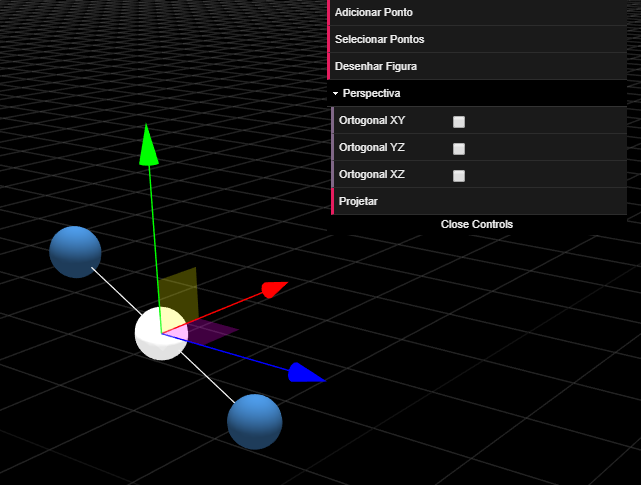 Adicionar Ponto
Selecionar Pontos
Desenhar Figura
Perspectiva
Ortogonal XY
Ortogonal YZ
Ortogonal XZ
Projetar
Close Controls